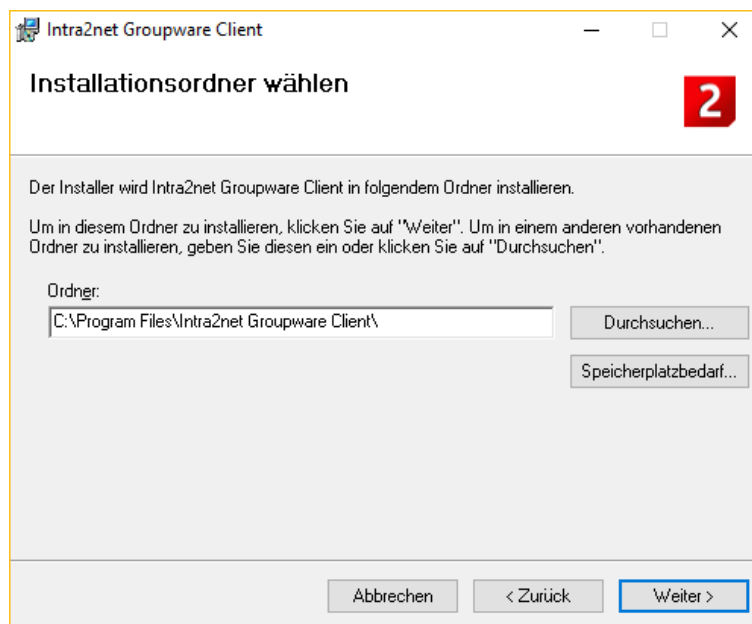 Intra2net Groupware Client
Installationsordner wählen
2
Der Installer wird Intra2net Groupware Client in folgendem Ordner installieren.
Um in diesem Ordner zu installieren, klicken Sie auf "Weiter". Um in einem anderen vorhandenen
Ordner zu installieren, geben Sie diesen ein oder klicken Sie auf "Durchsuchen".
Ordner:
C:\Program Files\Intra2net Groupware Client\
Durchsuchen...
Speicherplatzbedarf...
Abbrechen
< Zurück
Weiter >